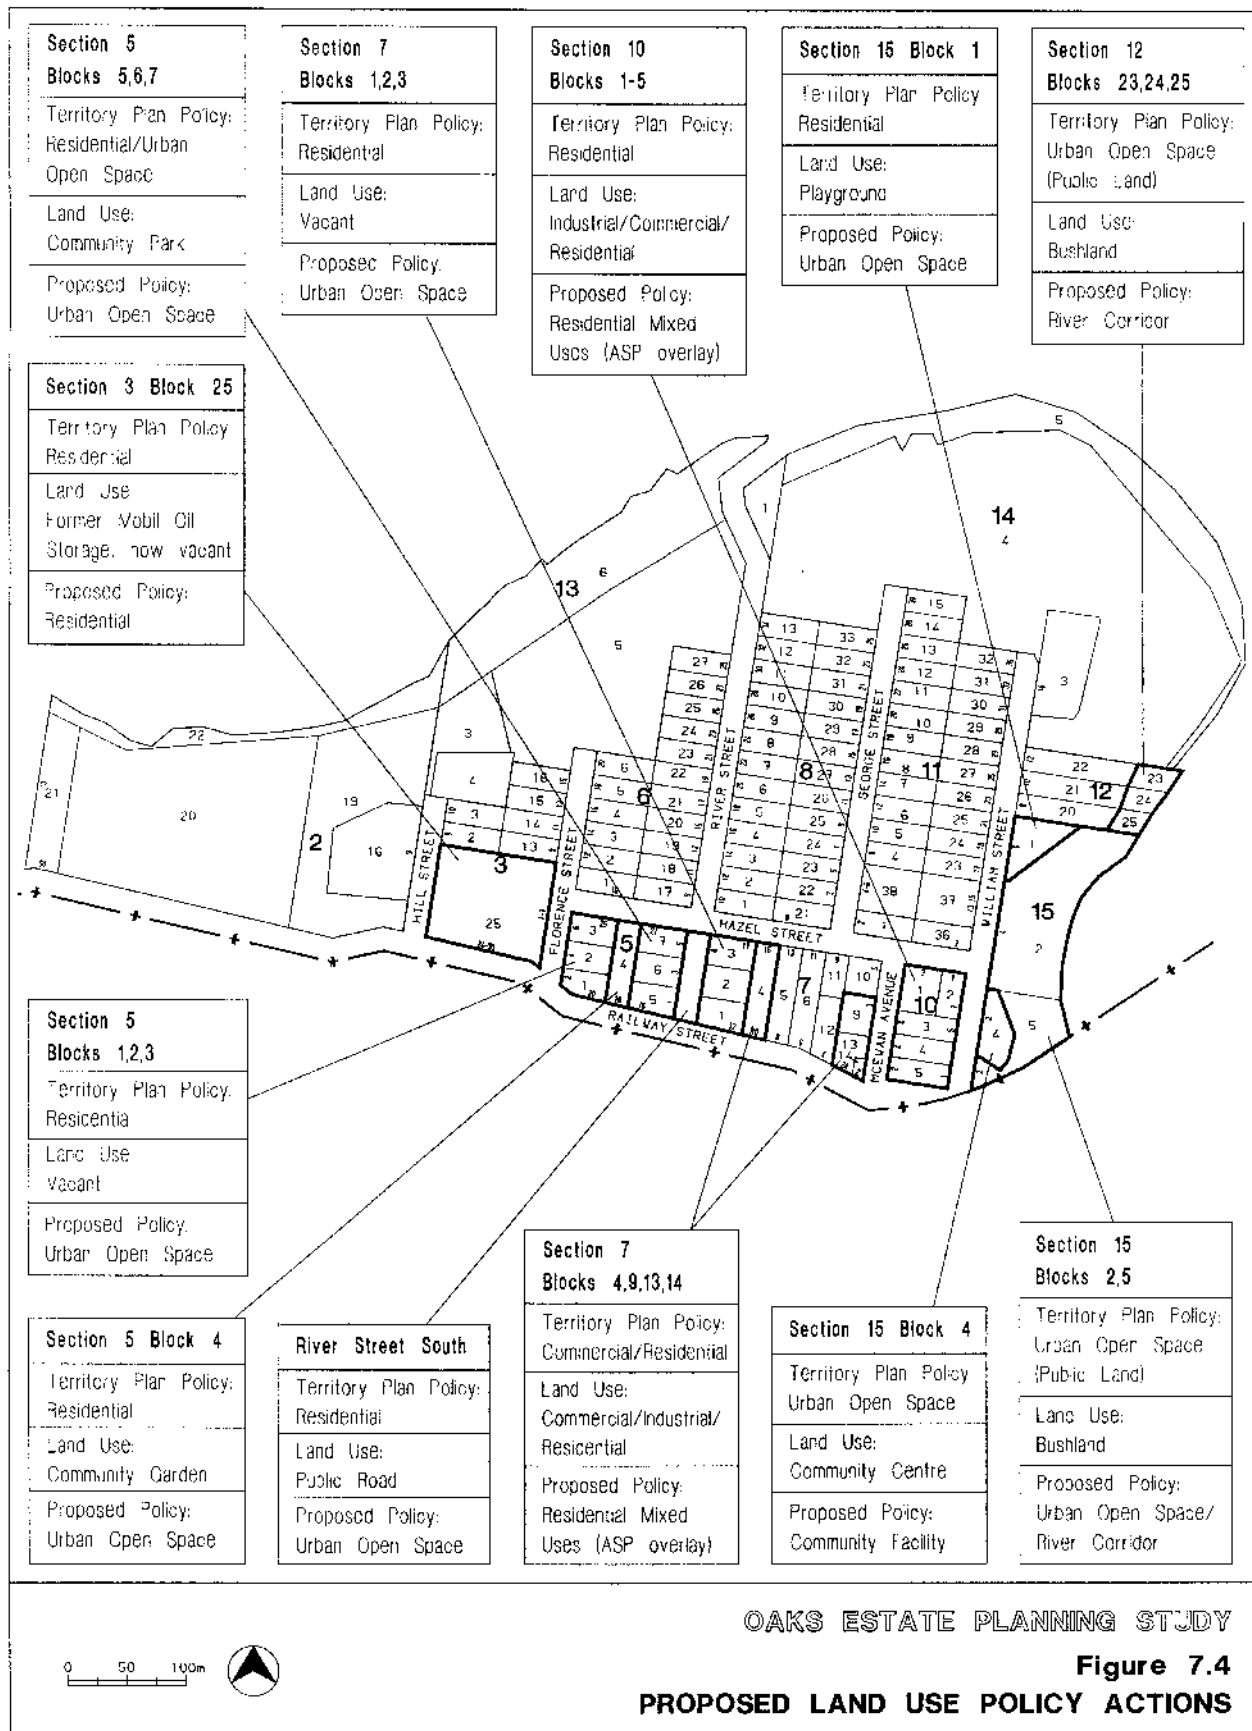 Section 5
Blocks 5,6,7
Territory Plan Policy:
Residential/Urban
Open Space
Land Use:
Community Park
Proposed Policy:
Urban Open Space
Section 7
Blocks 1,2,3
Territory Plan Policy:
Residential
Land Use:
Vacant
Proposed Policy.
Urban Open Space
Section 10
Blocks 1-5
Territory Plan Policy:
Residential
Land Use:
Industrial/Commercial/
Residential
Proposed Policy:
Residential Mixed
Uses (ASP overlay)
Section 15 Block 1
Territory Plan Policy
Residential
Land Use:
Playground
Proposed Policy:
Urban Open Space
Section 12
Blocks 23,24,25
Territory Plan Policy:
Urban Open Space
(Public Land)
Land Use:
Bushland
Proposed Policy:
River Corridor
Section 3 Block 25
Territory Plan Policy
Residential
Land Use
Former Mobil Oil
Storage, now vacant
Proposed Policy:
Residential
13
14
2
3
5
6
7
8
10
11
12
15
HILL STREET
FLORENCE STREET
RIVER STREET
GEORGE STREET
WILLIAM STREET
HAZEL STREET
RAILWAY STREET
MCEWAN AVENUE
Section 5
Blocks 1,2,3
Territory Plan Policy.
Residential
Land Use
Vacant
Proposed Policy.
Urban Open Space
Section 5 Block 4
Territory Plan Policy:
Residential
Land Use:
Community Garden
Proposed Policy:
Urban Open Space
River Street South
Territory Plan Policy:
Residential
Land Use:
Public Road
Proposed Policy:
Urban Open Space
Section 7
Blocks 4,9,13,14
Territory Plan Policy:
Commercial/Residential
Land Use:
Commercial/Industrial/
Residential
Proposed Policy:
Residential Mixed
Uses (ASP overlay)
Section 15 Block 4
Territory Plan Policy
Urban Open Space
Land Use:
Community Centre
Proposed Policy:
Community Facility
Section 15
Blocks 2,5
Territory Plan Policy:
Urban Open Space
(Public Land)
Land Use:
Bushland
Proposed Policy:
Urban Open Space/
River Corridor
0 50 100m
OAKS ESTATE PLANNING STUDY
Figure 7.4
PROPOSED LAND USE POLICY ACTIONS